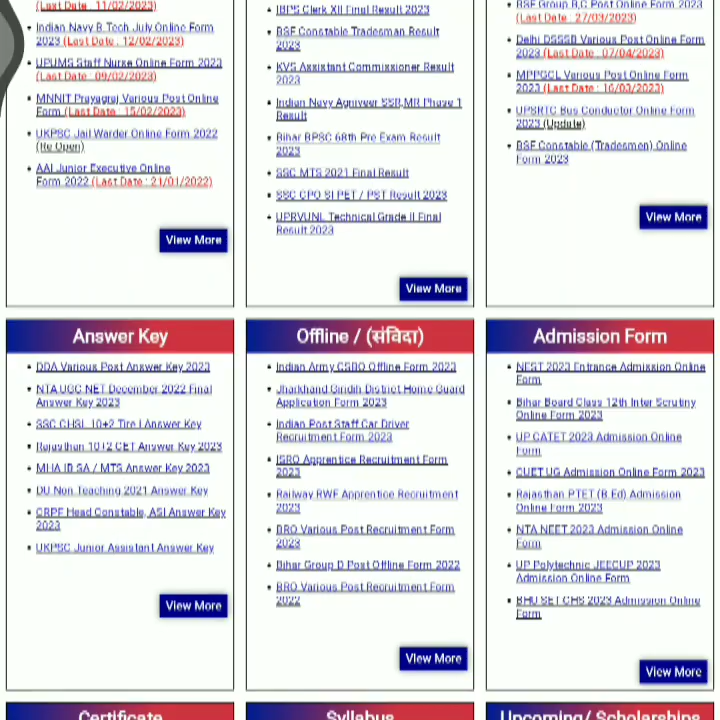 (Last Date : 11/02/2023)
Indian Navy B.Tech July Online Form
2023 (Last Date : 12/02/2023)
UPUMS Staff Nurse Online Form 2023
(Last Date : 09/02/2023)
MNNIT Prayagraj Various Post Online
Form (Last Date : 15/02/2023)
UKPSC Jail Warder Online Form 2022
(Re Open)
AAI Junior Executive Online
Form 2022 (Last Date : 21/01/2022)
View More
IBPS Clerk XII Final Result 2023
BSF Constable Tradesman Result
2023
KVS Assistant Commissioner Result
2023
Indian Navy Agniveer SSR,MR Phase 1
Result
Bihar BPSC 68th Pre Exam Result
2023
SSC MTS 2021 Final Result
SSC CPO SI PET / PST Result 2023
UPRVUNL Technical Grade II Final
Result 2023
View More
BSF Group B,C Post Online Form 2023
(Last Date : 27/03/2023)
Delhi DSSSB Various Post Online Form
2023 (Last Date : 07/04/2023)
MPPGCL Various Post Online Form
2023 (Last Date : 16/03/2023)
UPSRTC Bus Conductor Online Form
2023 (Update)
BSF Constable (Tradesmen) Online
Form 2023
View More
Answer Key
DDA Various Post Answer Key 2023
NTA UGC NET December 2022 Final
Answer Key 2023
SSC CHSL 10+2 Tire I Answer Key
Rajasthan 10+2 CET Answer Key 2023
MHA IB SA / MTS Answer Key 2023
DU Non Teaching 2021 Answer Key
CRPF Head Constable, ASI Answer Key
2023
UKPSC Junior Assistant Answer Key
View More
Offline / (संविदा)
Indian Army CSBO Offline Form 2023
Jharkhand Giridih District Home Guard
Application Form 2023
Indian Post Staff Car Driver
Recruitment Form 2023
ISRO Apprentice Recruitment Form
2023
Railway RWF Apprentice Recruitment
2023
BRO Various Post Recruitment Form
2023
Bihar Group D Post Offline Form 2022
BRO Various Post Recruitment Form
2022
View More
Admission Form
NEST 2023 Entrance Admission Online
Form
Bihar Board Class 12th Inter Scrutiny
Online Form 2023
UP CATET 2023 Admission Online
Form
CUET UG Admission Online Form 2023
Rajasthan PTET (B.Ed) Admission
Online Form 2023
NTA NEET 2023 Admission Online
Form
UP Polytechnic JEECUP 2023
Admission Online Form
BHU SET CHS 2023 Admission Online
Form
View More
Certificate
Syllabus
Upcoming/ Scholarships